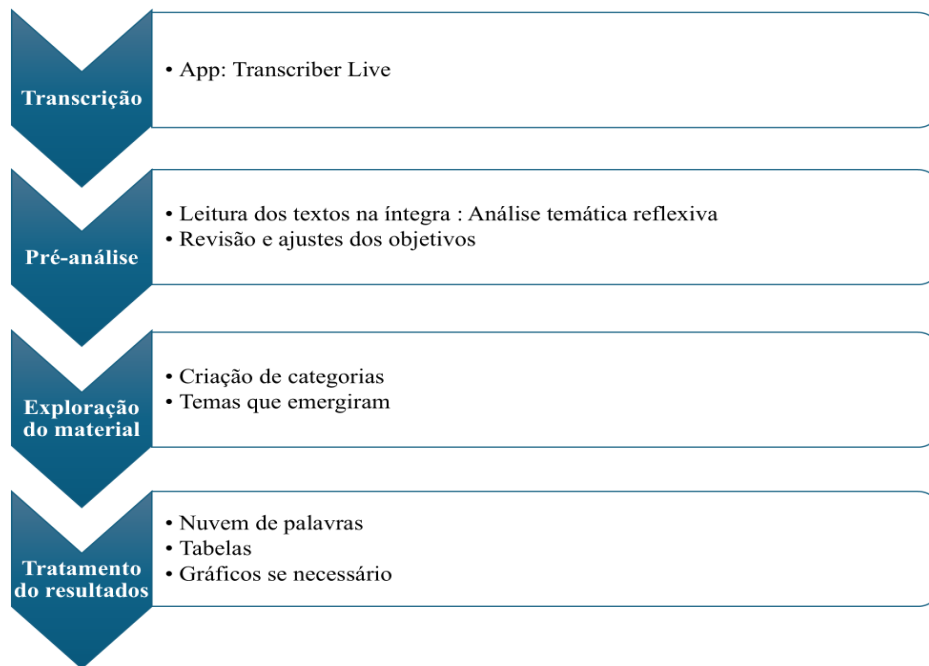 Transcrição
• App: Transcriber Live
Pré-análise
• Leitura dos textos na íntegra : Análise temática reflexiva
• Revisão e ajustes dos objetivos
Exploração
do material
• Criação de categorias
• Temas que emergiram
Tratamento
do resultados
• Nuvem de palavras
• Tabelas
• Gráficos se necessário